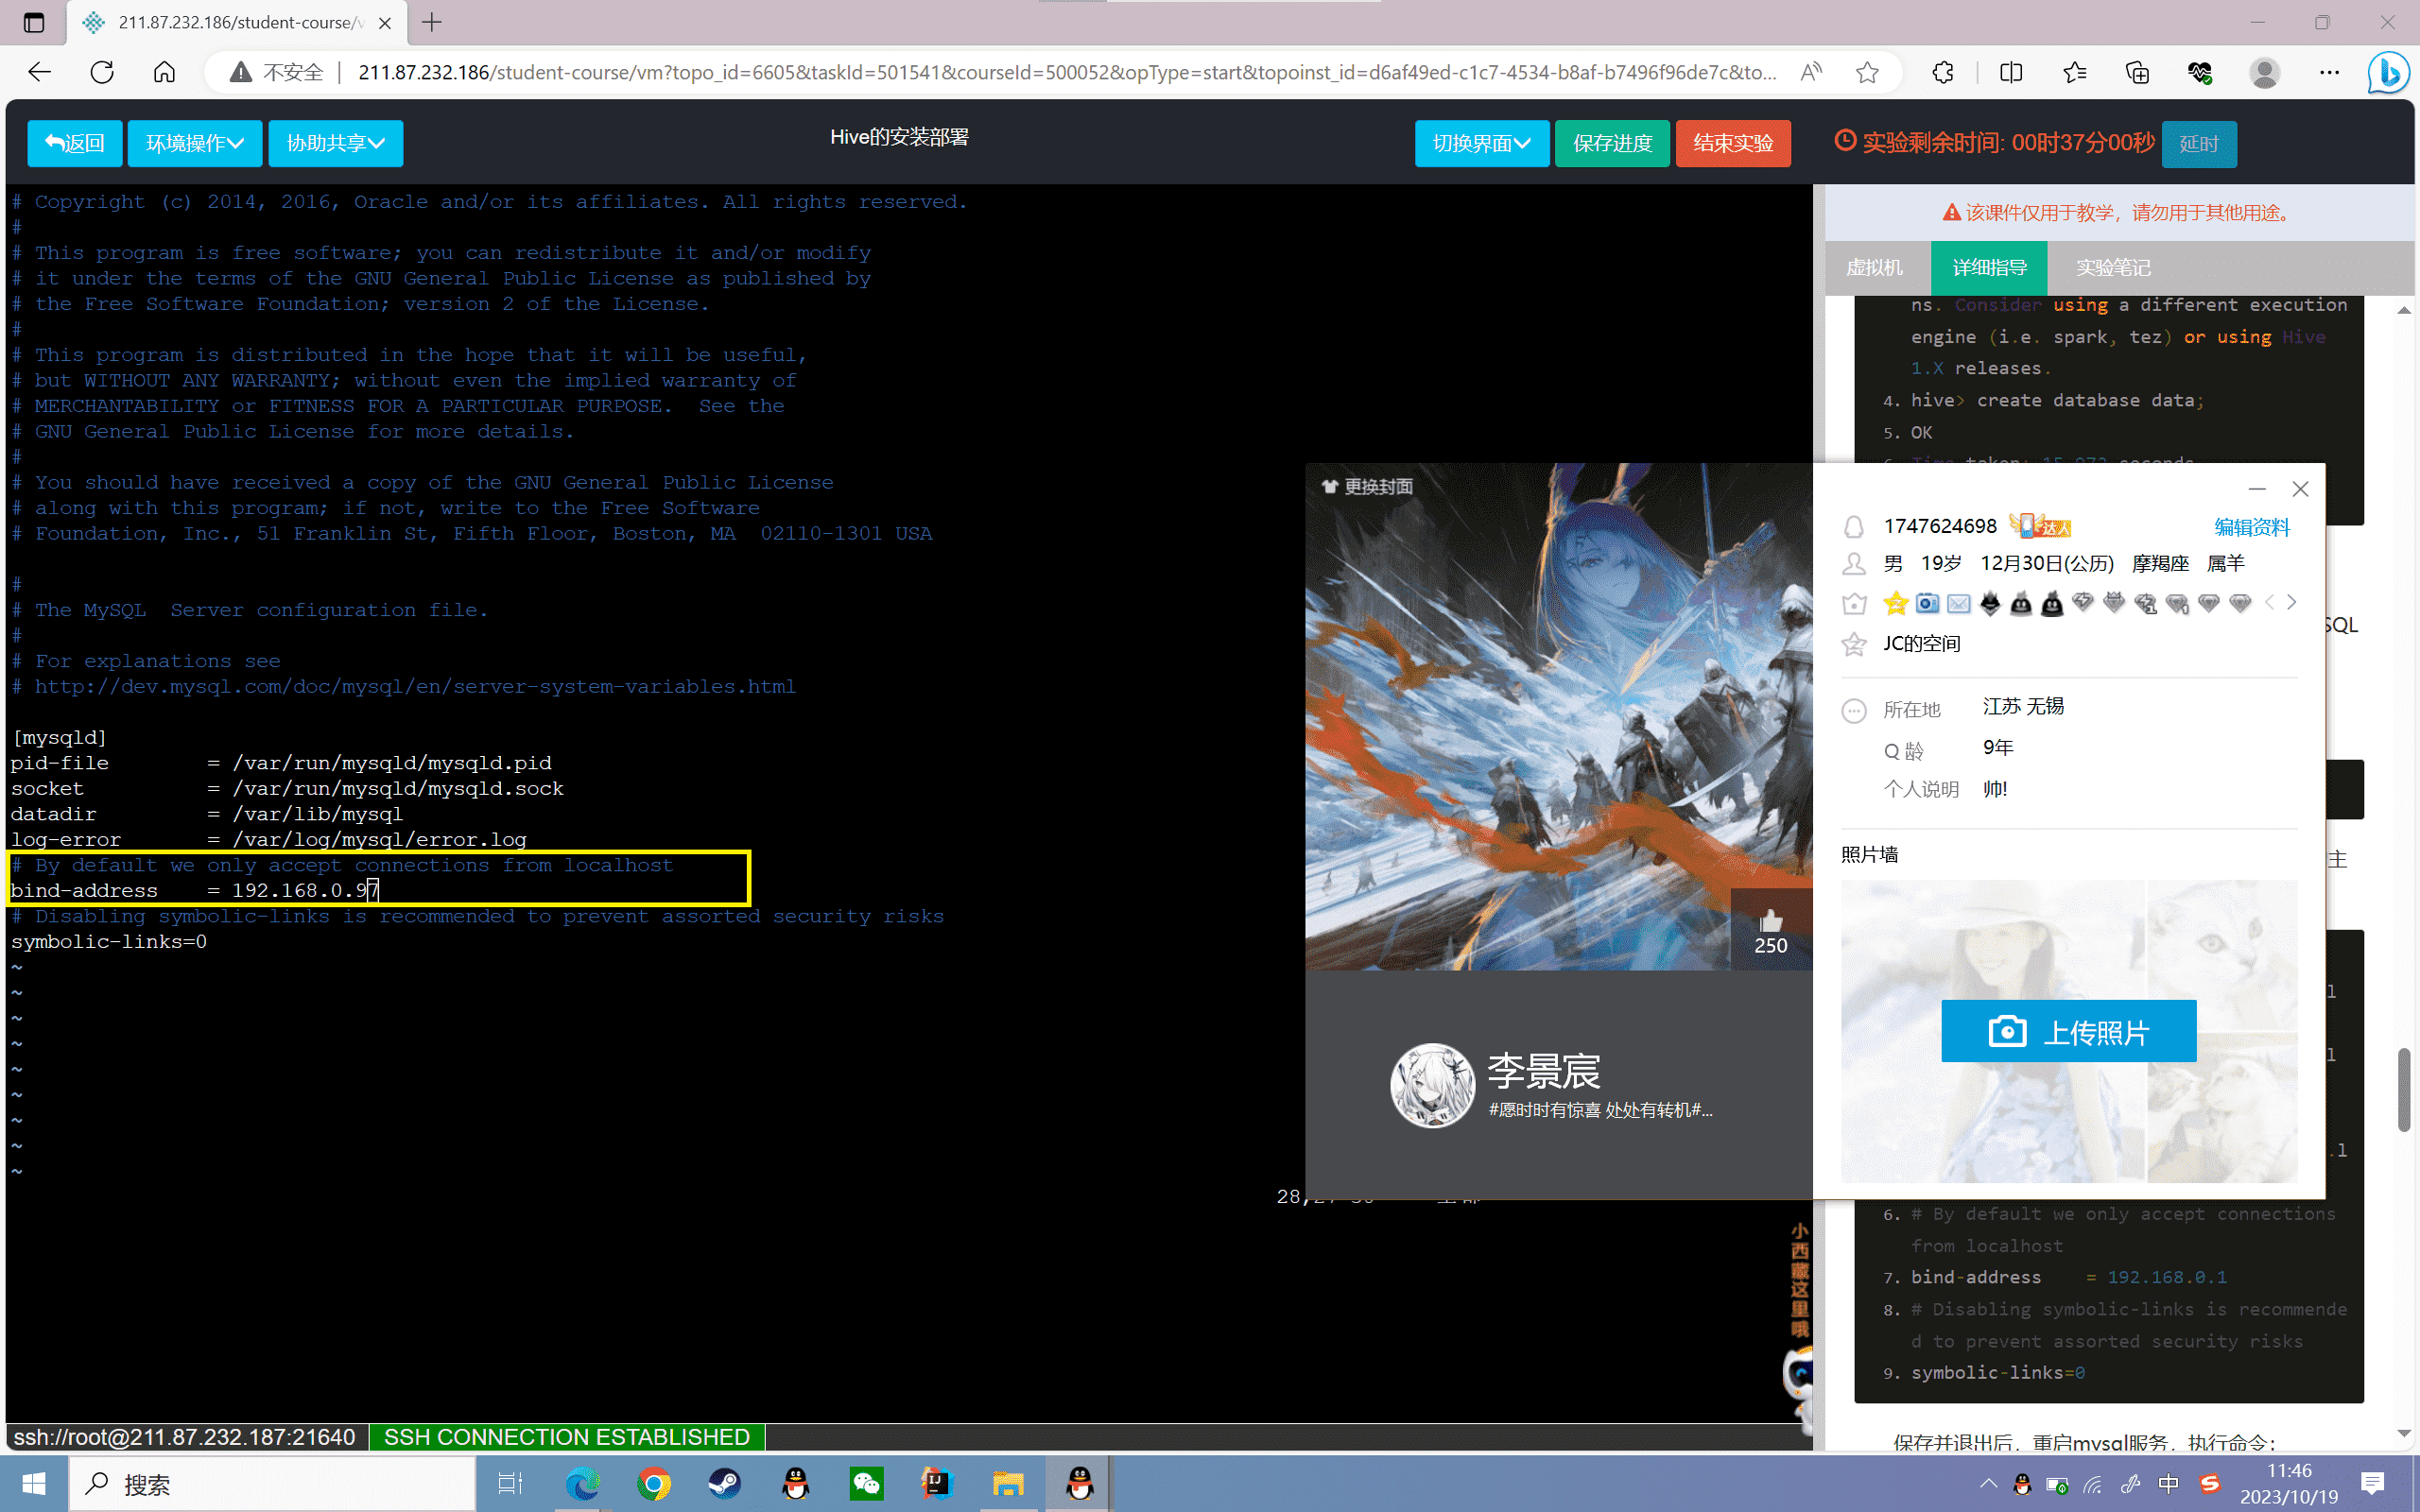 211.87.232.186/student-course/v
不安全
211.87.232.186/student-course/vm?topo_id=6605&taskId=501541&courseId=500052&opType=start&topoinst_id=d6af49ed-c1c7-4534-b8af-b7496f96de7c&to...
返回
环境操作
协助共享
Hive的安装部署
切换界面
保存进度
结束实验
实验剩余时间: 00时37分00秒
延时
# Copyright (c) 2014, 2016, Oracle and/or its affiliates. All rights reserved.
#
# This program is free software; you can redistribute it and/or modify
# it under the terms of the GNU General Public License as published by
# the Free Software Foundation; version 2 of the License.
#
# This program is distributed in the hope that it will be useful,
# but WITHOUT ANY WARRANTY; without even the implied warranty of
# MERCHANTABILITY or FITNESS FOR A PARTICULAR PURPOSE.  See the
# GNU General Public License for more details.
#
# You should have received a copy of the GNU General Public License
# along with this program; if not, write to the Free Software
# Foundation, Inc., 51 Franklin St, Fifth Floor, Boston, MA  02110-1301 USA
#
# The MySQL  Server configuration file.
#
# For explanations see
# http://dev.mysql.com/doc/mysql/en/server-system-variables.html
[mysqld]
pid-file        = /var/run/mysqld/mysqld.pid
socket          = /var/run/mysqld/mysqld.sock
datadir         = /var/lib/mysql
log-error       = /var/log/mysql/error.log
# By default we only accept connections from localhost
bind-address    = 192.168.0.97
# Disabling symbolic-links is recommended to prevent assorted security risks
symbolic-links=0
~
~
~
~
~
~
~
~
~
28,
小西藏这里哦
ssh://root@211.87.232.187:21640
SSH CONNECTION ESTABLISHED
该课件仅用于教学，请勿用于其他用途。
虚拟机
详细指导
实验笔记
ns. Consider using a different execution
engine (i.e. spark, tez) or using Hive
1.X releases.
4. hive> create database data;
5. OK
SQL
主
l
l
.l
更换封面
250
李景宸
#愿时时有惊喜 处处有转机#...
1747624698
达人
编辑资料
男 19岁 12月30日(公历) 摩羯座 属羊
JC的空间
所在地 江苏 无锡
Q 龄 9年
个人说明 帅!
照片墙
上传照片
6. # By default we only accept connections
from localhost
7. bind-address    = 192.168.0.1
8. # Disabling symbolic-links is recommende
d to prevent assorted security risks
9. symbolic-links=0
保存并退出后，重启mysql服务，执行命令：
搜索
中
11:46
2023/10/19